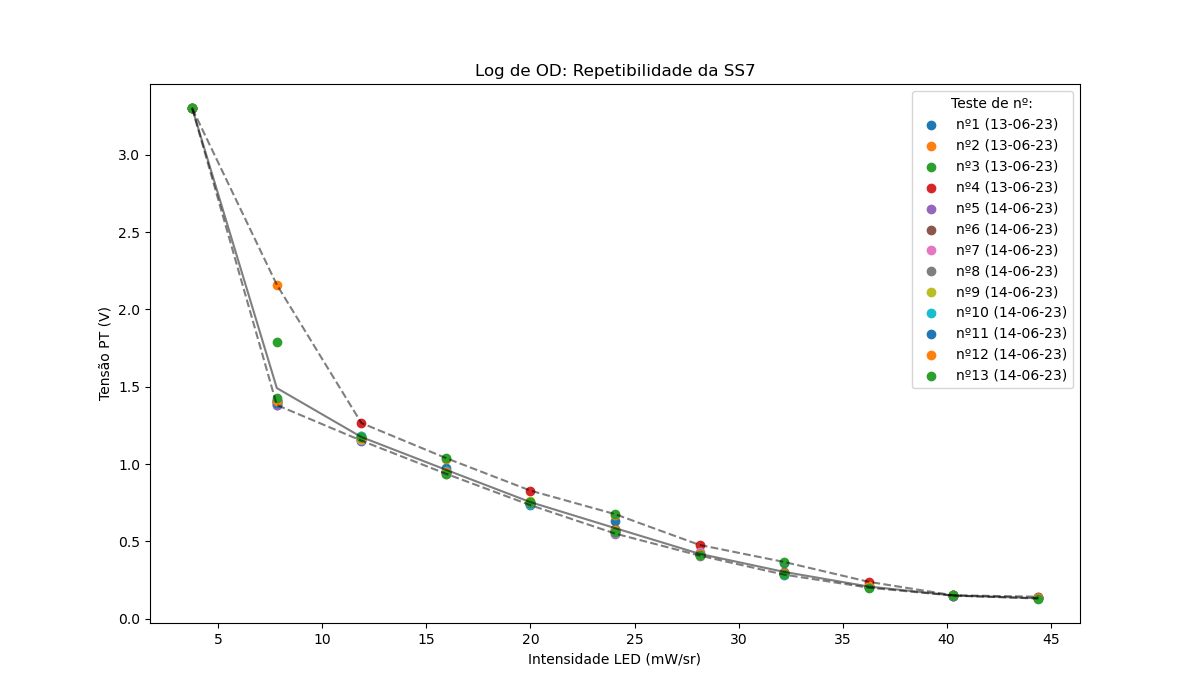 Log de OD: Repetibilidade da SS7
Tensão PT (V)
3.0
2.5
2.0
1.5
1.0
0.5
0.0
5 10 15 20 25 30 35 40 45
Intensidade LED (mW/sr)
Teste de nº:
nº1 (13-06-23)
nº2 (13-06-23)
nº3 (13-06-23)
nº4 (13-06-23)
nº5 (14-06-23)
nº6 (14-06-23)
nº7 (14-06-23)
nº8 (14-06-23)
nº9 (14-06-23)
nº10 (14-06-23)
nº11 (14-06-23)
nº12 (14-06-23)
nº13 (14-06-23)